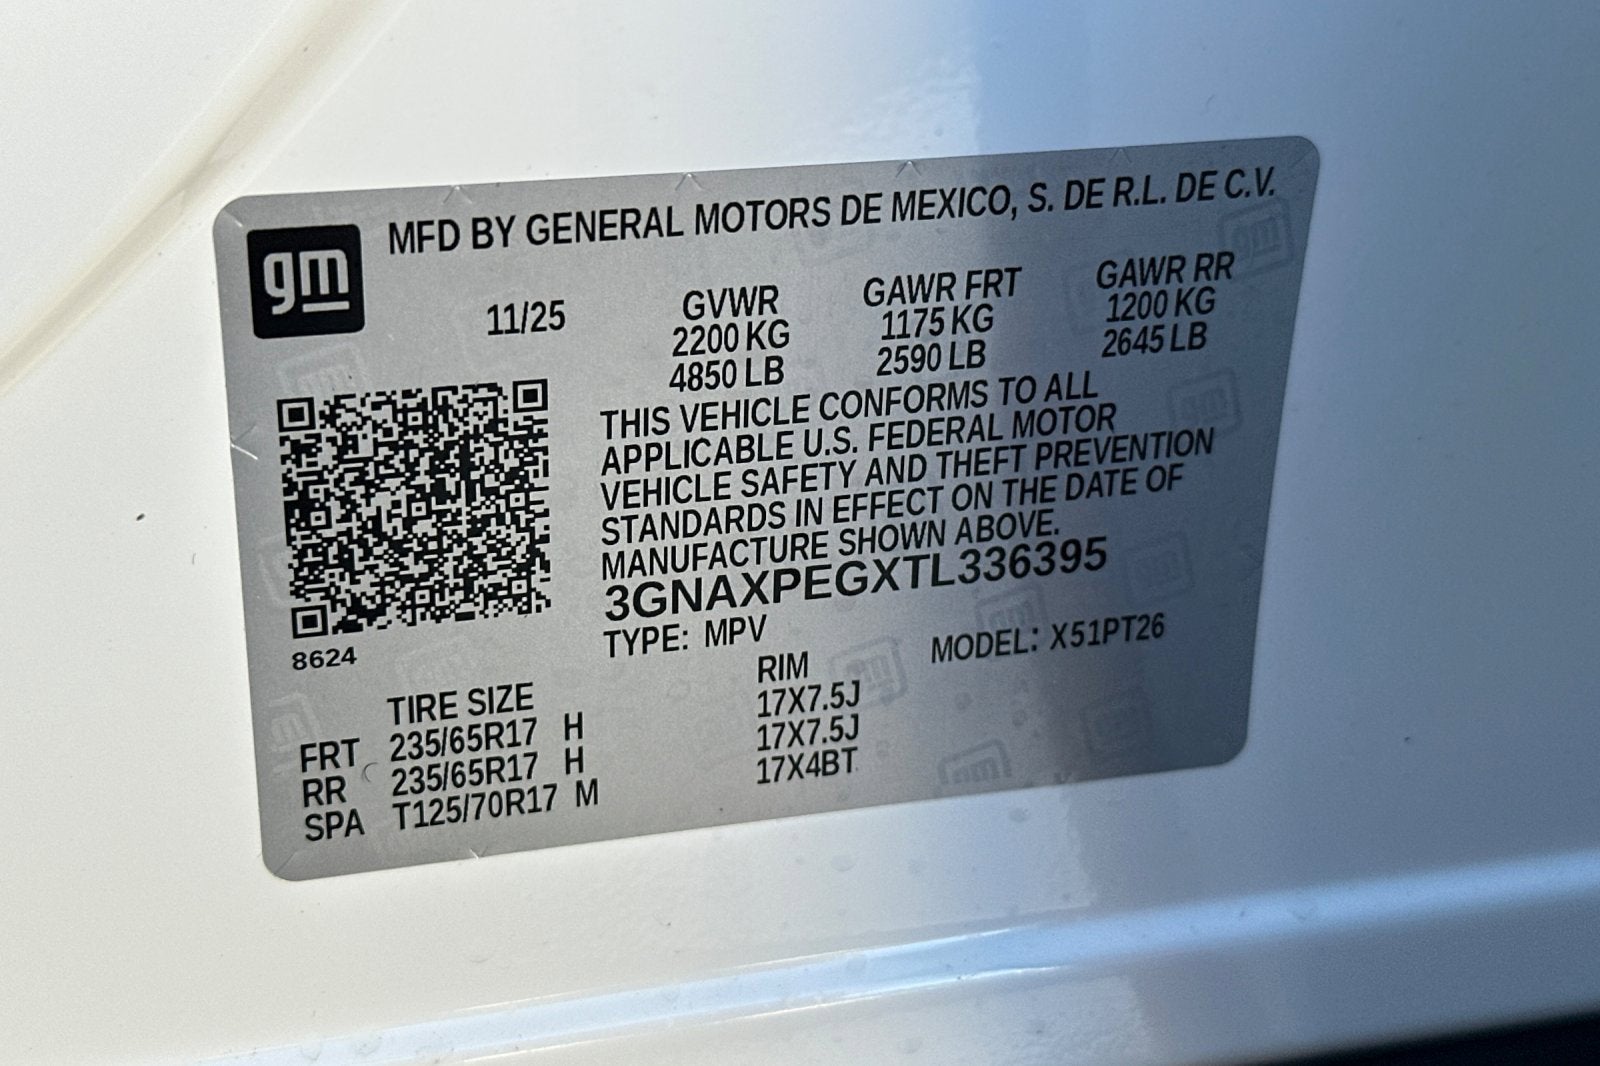 gm
MFD BY GENERAL MOTORS DE MEXICO, S. DE R.L. DE C.V.
11/25 GVWR GAWR FRT GAWR RR
2200 KG 1175 KG 1200 KG
4850 LB 2590 LB 2645 LB
THIS VEHICLE CONFORMS TO ALL
APPLICABLE U.S. FEDERAL MOTOR
VEHICLE SAFETY AND THEFT PREVENTION
STANDARDS IN EFFECT ON THE DATE OF
MANUFACTURE SHOWN ABOVE.
3GNAXPEGXTL336395
TYPE: MPV MODEL: X51PT26
8624
TIRE SIZE RIM
FRT 235/65R17 H 17X7.5J
RR 235/65R17 H 17X7.5J
SPA T125/70R17 M 17X4BT